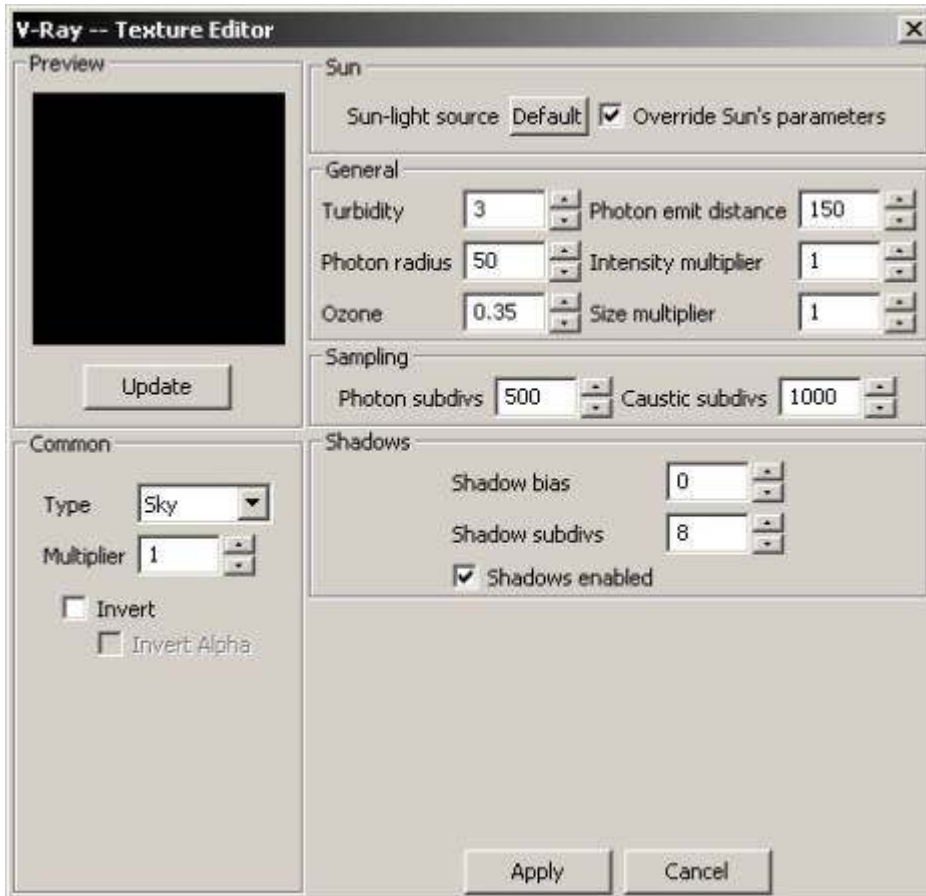 V-Ray -- Texture Editor
Preview
Update
Sun
Sun-light source Default Override Sun's parameters
General
Turbidity 3 Photon emit distance 150
Photon radius 50 Intensity multiplier 1
Ozone 0.35 Size multiplier 1
Sampling
Photon subdivs 500 Caustic subdivs 1000
Common
Type Sky
Multiplier 1
Invert
Invert Alpha
Shadows
Shadow bias 0
Shadow subdivs 8
Shadows enabled
Apply Cancel